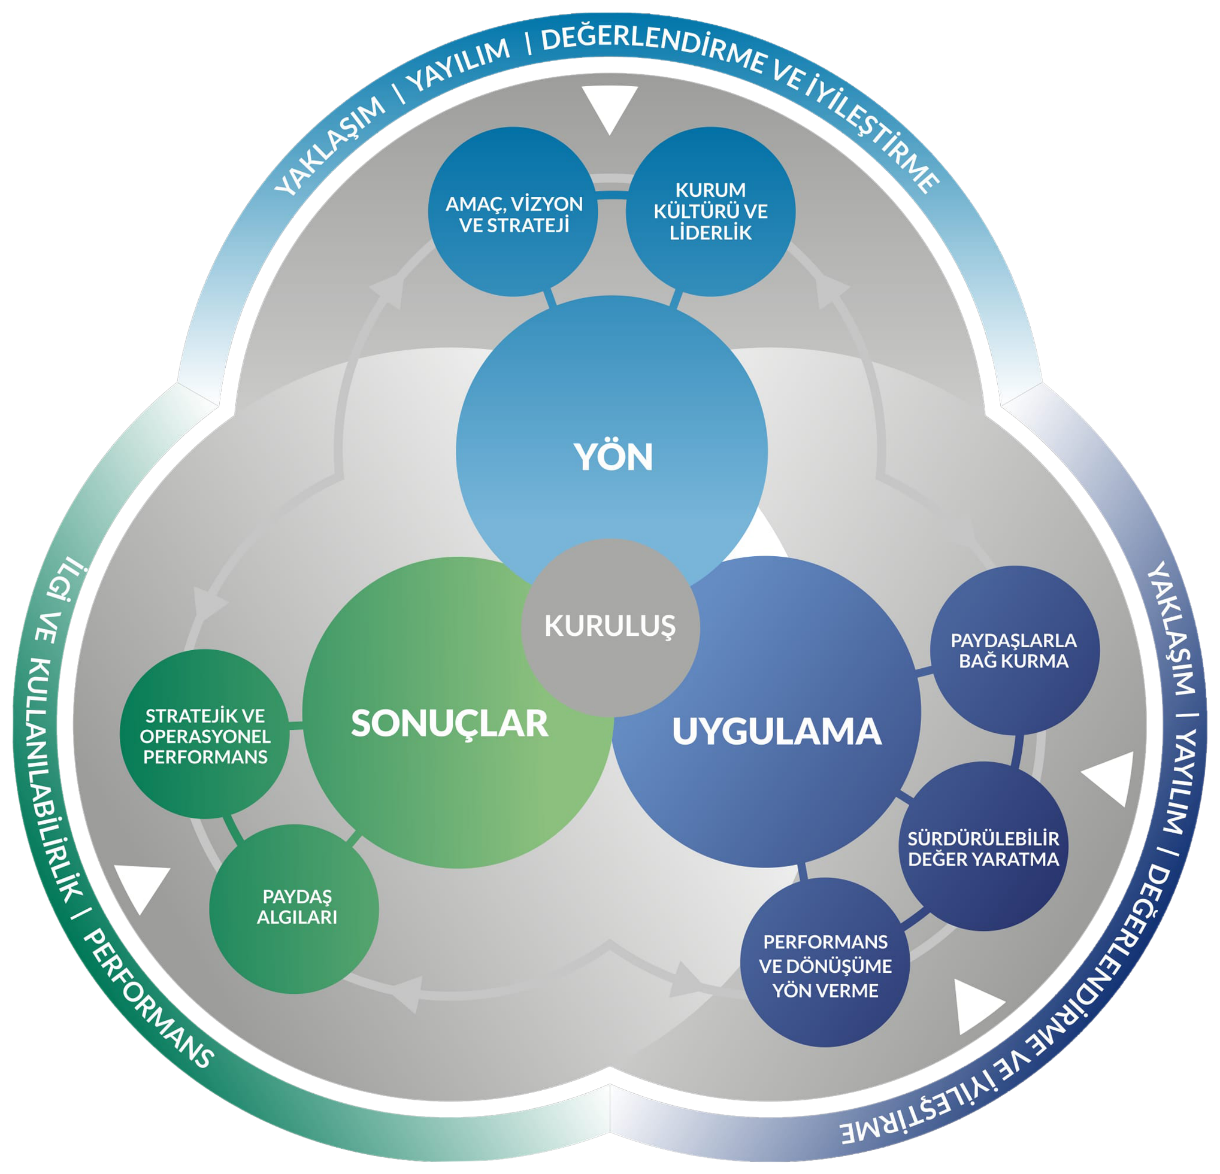 YAKLAŞIM | YAYILIM | DEĞERLENDİRME VE İYİLEŞTİRME
AMAÇ, VİZYON
VE STRATEJİ
KURUM
KÜLTÜRÜ VE
LİDERLİK
YÖN
KURULUŞ
SONUÇLAR
UYGULAMA
STRATEJİK VE
OPERASYONEL
PERFORMANS
PAYDAŞ
ALGILARI
PAYDAŞLARLA
BAĞ KURMA
SÜRDÜRÜLEBİLİR
DEĞER YARATMA
PERFORMANS
VE DÖNÜŞÜME
YÖN VERME
İLGİ VE KULLANILABİLİRLİK | PERFORMANS
YAKLAŞIM | YAYILIM | DEĞERLENDİRME VE İYİLEŞTİRME